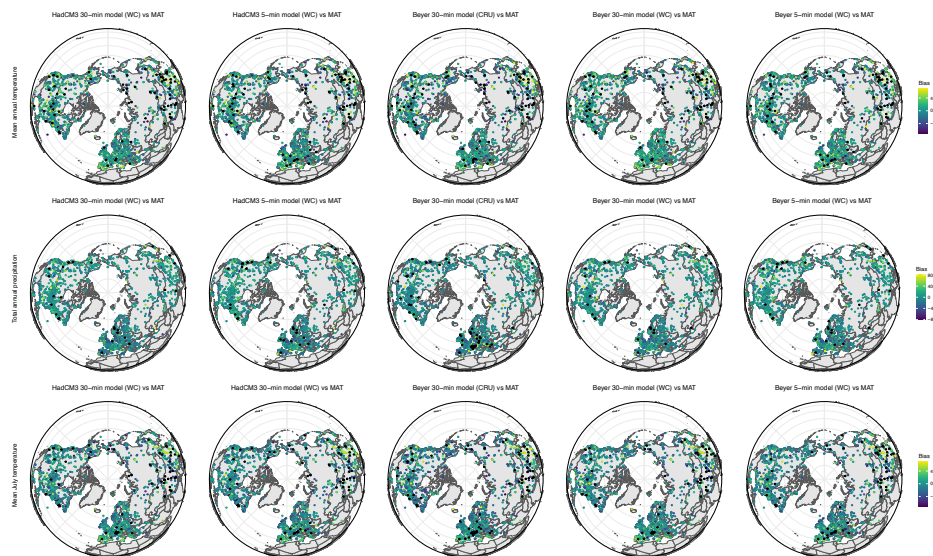 HadCM3 30−min model (WC) vs MAT
HadCM3 5−min model (WC) vs MAT
Beyer 30−min model (CRU) vs MAT
Beyer 30−min model (WC) vs MAT
Beyer 5−min model (WC) vs MAT
Mean annual temperature
Bias
0
HadCM3 30−min model (WC) vs MAT
HadCM3 5−min model (WC) vs MAT
Beyer 30−min model (CRU) vs MAT
Beyer 30−min model (WC) vs MAT
Beyer 5−min model (WC) vs MAT
Total annual precipitation
Bias
80
40
0
HadCM3 30−min model (WC) vs MAT
HadCM3 30−min model (WC) vs MAT
Beyer 30−min model (CRU) vs MAT
Beyer 30−min model (WC) vs MAT
Beyer 5−min model (WC) vs MAT
Mean July temperature
Bias